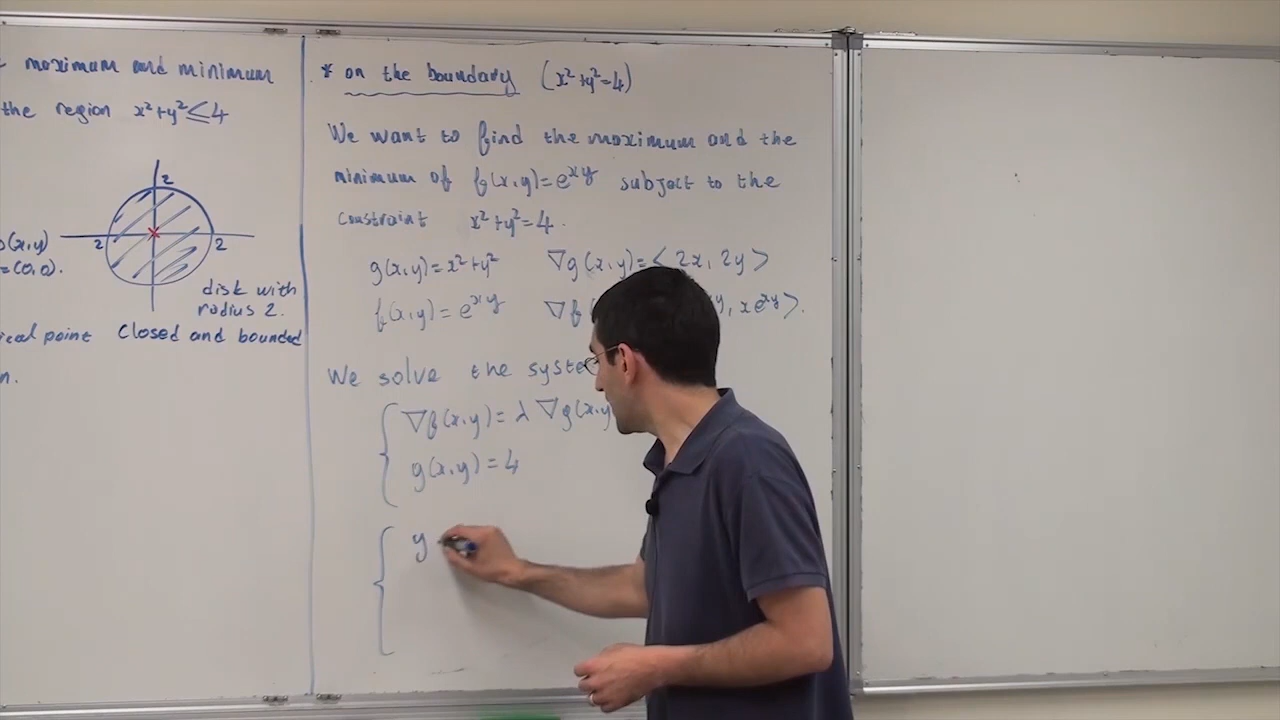 maximum and minimum
the region x²+y²≤4
2
2
2
(x,y)
=(0,0).
disk with
radius 2.
point closed and bounded
* on the boundary (x²+y²=4)
We want to find the maximum and the
minimum of f(x,y)=e^{xy} subject to the
constraint x²+y²=4.
g(x,y)=x²+y² ∇g(x,y)=<2x, 2y>
f(x,y)=e^{xy} ∇f , xe^{xy}>.
We solve the
∇f(x,y)=λ ∇g(x,y
g(x,y)=4
y